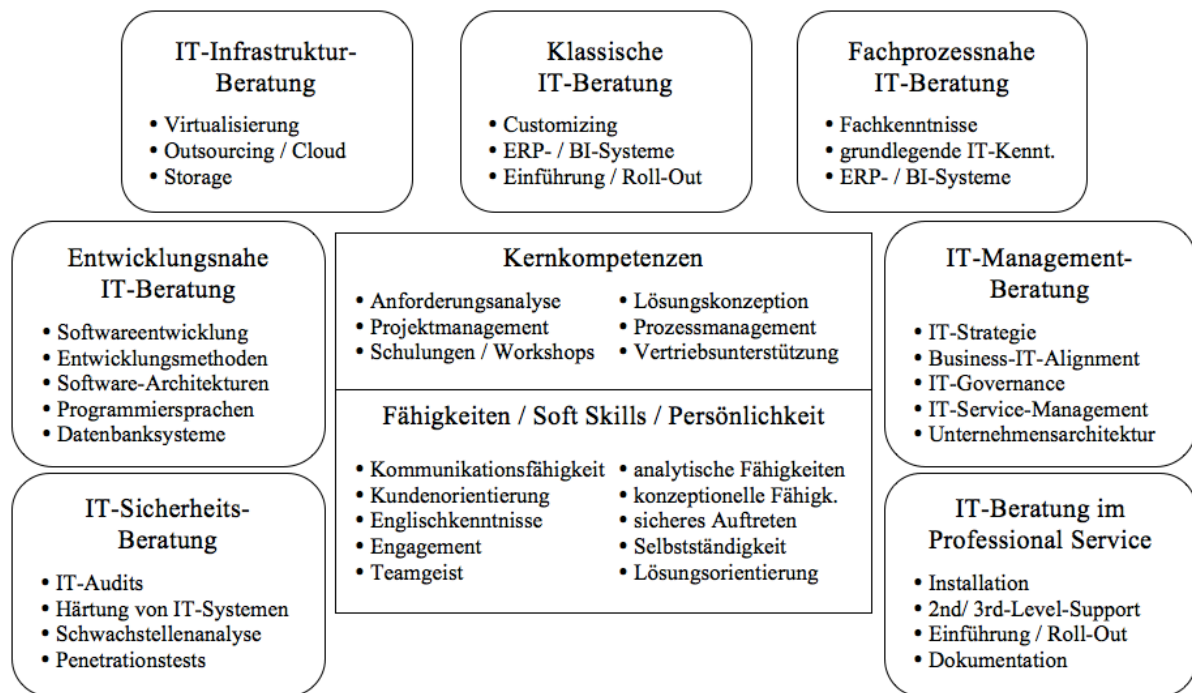 IT-Infrastruktur-
Beratung
• Virtualisierung
• Outsourcing / Cloud
• Storage
Klassische
IT-Beratung
• Customizing
• ERP- / BI-Systeme
• Einführung / Roll-Out
Fachprozessnahe
IT-Beratung
• Fachkenntnisse
• grundlegende IT-Kennt.
• ERP- / BI-Systeme
Entwicklungsnahe
IT-Beratung
• Softwareentwicklung
• Entwicklungsmethoden
• Software-Architekturen
• Programmiersprachen
• Datenbanksysteme
Kernkompetenzen
• Anforderungsanalyse
• Projektmanagement
• Schulungen / Workshops
• Lösungskonzeption
• Prozessmanagement
• Vertriebsunterstützung
Fähigkeiten / Soft Skills / Persönlichkeit
• Kommunikationsfähigkeit
• Kundenorientierung
• Englischkenntnisse
• Engagement
• Teamgeist
• analytische Fähigkeiten
• konzeptionelle Fähigk.
• sicheres Auftreten
• Selbstständigkeit
• Lösungsorientierung
IT-Management-
Beratung
• IT-Strategie
• Business-IT-Alignment
• IT-Governance
• IT-Service-Management
• Unternehmensarchitektur
IT-Sicherheits-
Beratung
• IT-Audits
• Härtung von IT-Systemen
• Schwachstellenanalyse
• Penetrationstests
IT-Beratung im
Professional Service
• Installation
• 2nd/ 3rd-Level-Support
• Einführung / Roll-Out
• Dokumentation